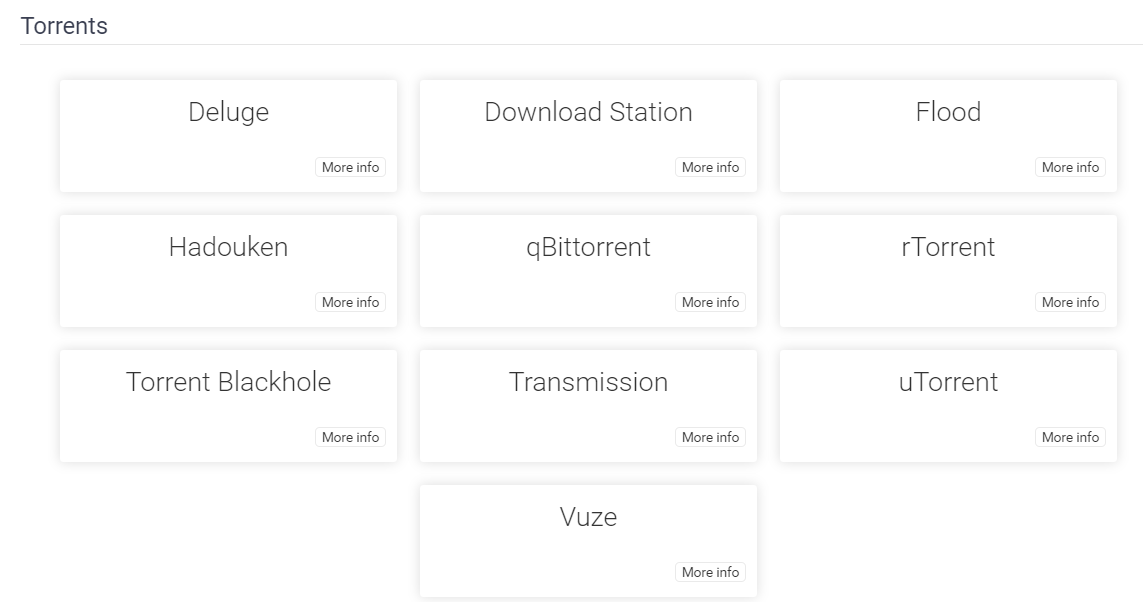 Torrents
Deluge
More info
Download Station
More info
Flood
More info
Hadouken
More info
qBittorrent
More info
rTorrent
More info
Torrent Blackhole
More info
Transmission
More info
uTorrent
More info
Vuze
More info